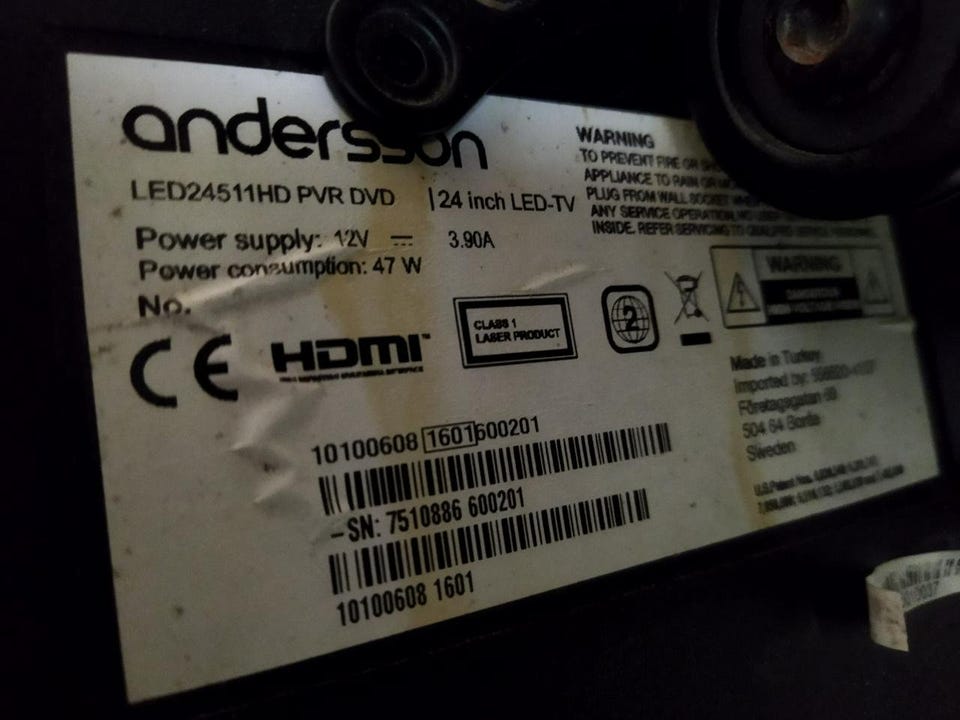 andersson
LED24511HD PVR DVD | 24 inch LED-TV
Power supply: 12V 3.90A
Power consumption: 47 W
No.
CE HDMI™
CLASS 1
LASER PRODUCT
2
10100608 1601600201
-SN: 7510886 600201
10100608 1601
WARNING
TO PREVENT FIRE OR
APPLIANCE TO RAIN OR
PLUG FROM WALL SOCKET
ANY SERVICE OPERATION,
INSIDE. REFER SERVICING TO QUALIFIED SERVICE PERSONNEL.
WARNING
Made in Turkey
Imported by:
Företagsgatan
504 64 Borås
Sweden